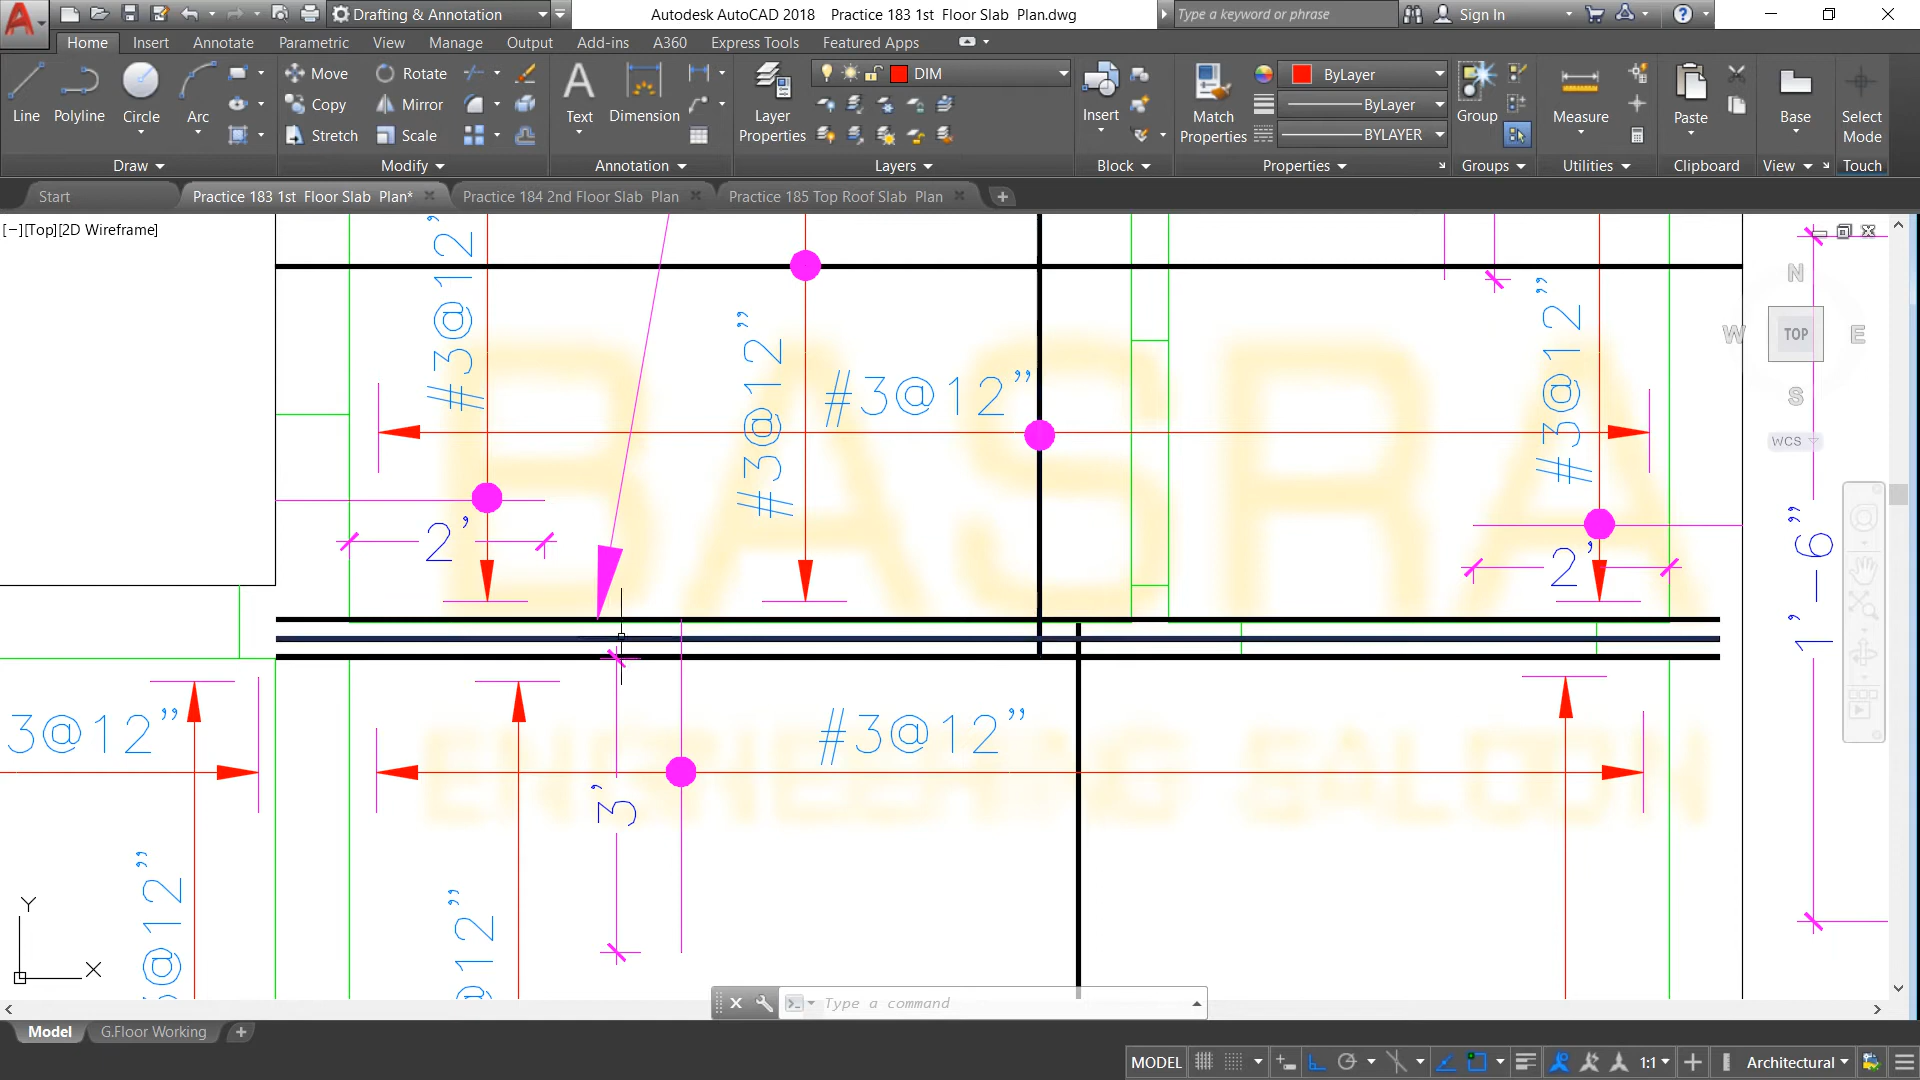 Drafting & Annotation
Autodesk AutoCAD 2018 Practice 183 1st Floor Slab Plan.dwg
Type a keyword or phrase
Sign In
Home Insert Annotate Parametric View Manage Output Add-ins A360 Express Tools Featured Apps
Line Polyline Circle Arc
Move Rotate
Copy Mirror
Stretch Scale
Text Dimension
Layer Properties
DIM
Insert
Match Properties
ByLayer
ByLayer
BYLAYER
Group
Measure
Paste
Base
Select Mode
Draw Modify Annotation Layers Block Properties Groups Utilities Clipboard View Touch
Start Practice 183 1st Floor Slab Plan* Practice 184 2nd Floor Slab Plan Practice 185 Top Roof Slab Plan
[−][Top][2D Wireframe]
N
W TOP E
S
WCS
#3@12”
#3@12”
#3@12”
#3@12”
BASRA
2’
2’
1’–6”
3@12”
#3@12”
ENGINEERING SALOON
3’
3@12”
@12”
Y
X
Type a command
Model G.Floor Working
MODEL 1:1 Architectural